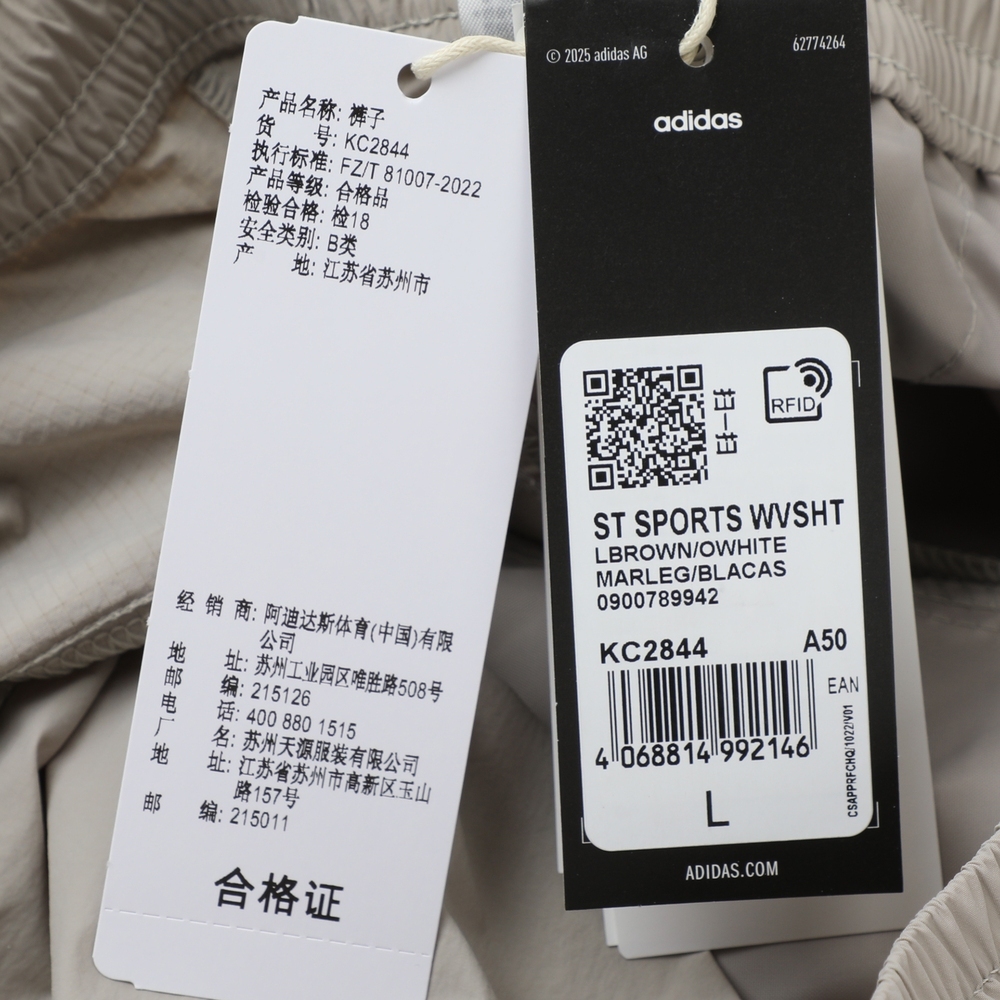 产品名称: 裤子
货 号: KC2844
执行标准: FZ/T 81007-2022
产品等级: 合格品
检验合格: 检18
安全类别: B类
产 地: 江苏省苏州市
经 销 商: 阿迪达斯体育(中国)有限
公司
地 址: 苏州工业园区唯胜路508号
邮 编: 215126
电 话: 400 880 1515
厂 名: 苏州天源服装有限公司
地 址: 江苏省苏州市高新区玉山
路157号
邮 编: 215011
合格证
© 2025 adidas AG
62774264
adidas
RFID
ST SPORTS WVSHT
LBROWN/OWHITE
MARLEG/BLACAS
0900789942
KC2844 A50
EAN
4 068814 992146
CSAPPRFCHQ/1022/V01
L
ADIDAS.COM